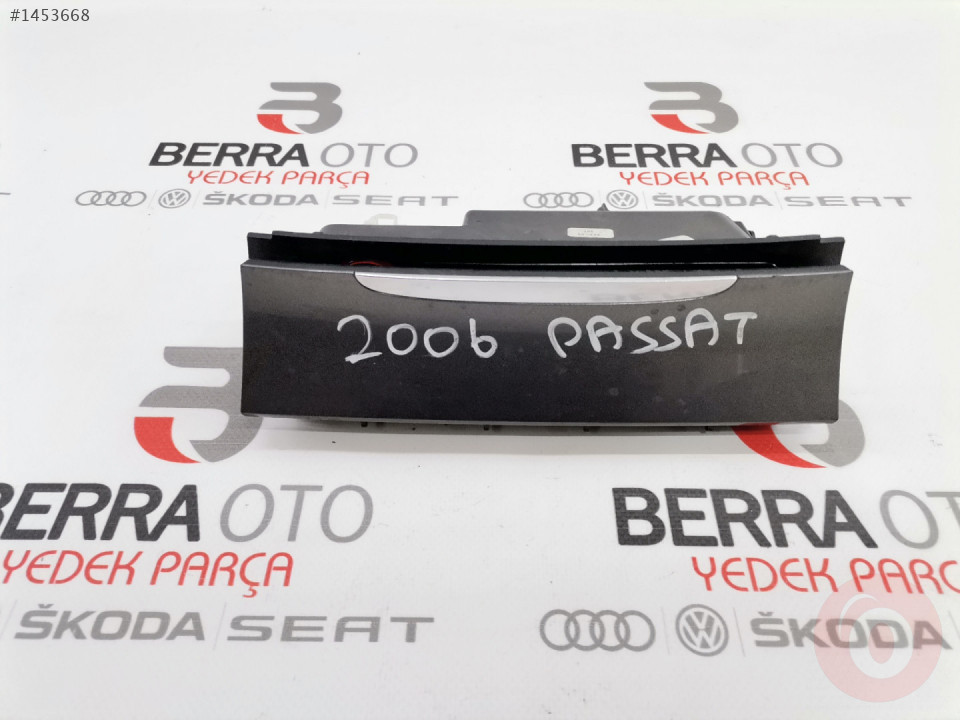 #1453668
BERRA OTO BERRA OTO
YEDEK PARÇA YEDEK PARÇA
ŠKODA SEAT ŠKODA SEAT
2006 PASSAT
BERRA OTO BERRA OTO
YEDEK PARÇA YEDEK PARÇA
ŠKODA SEAT ŠKODA